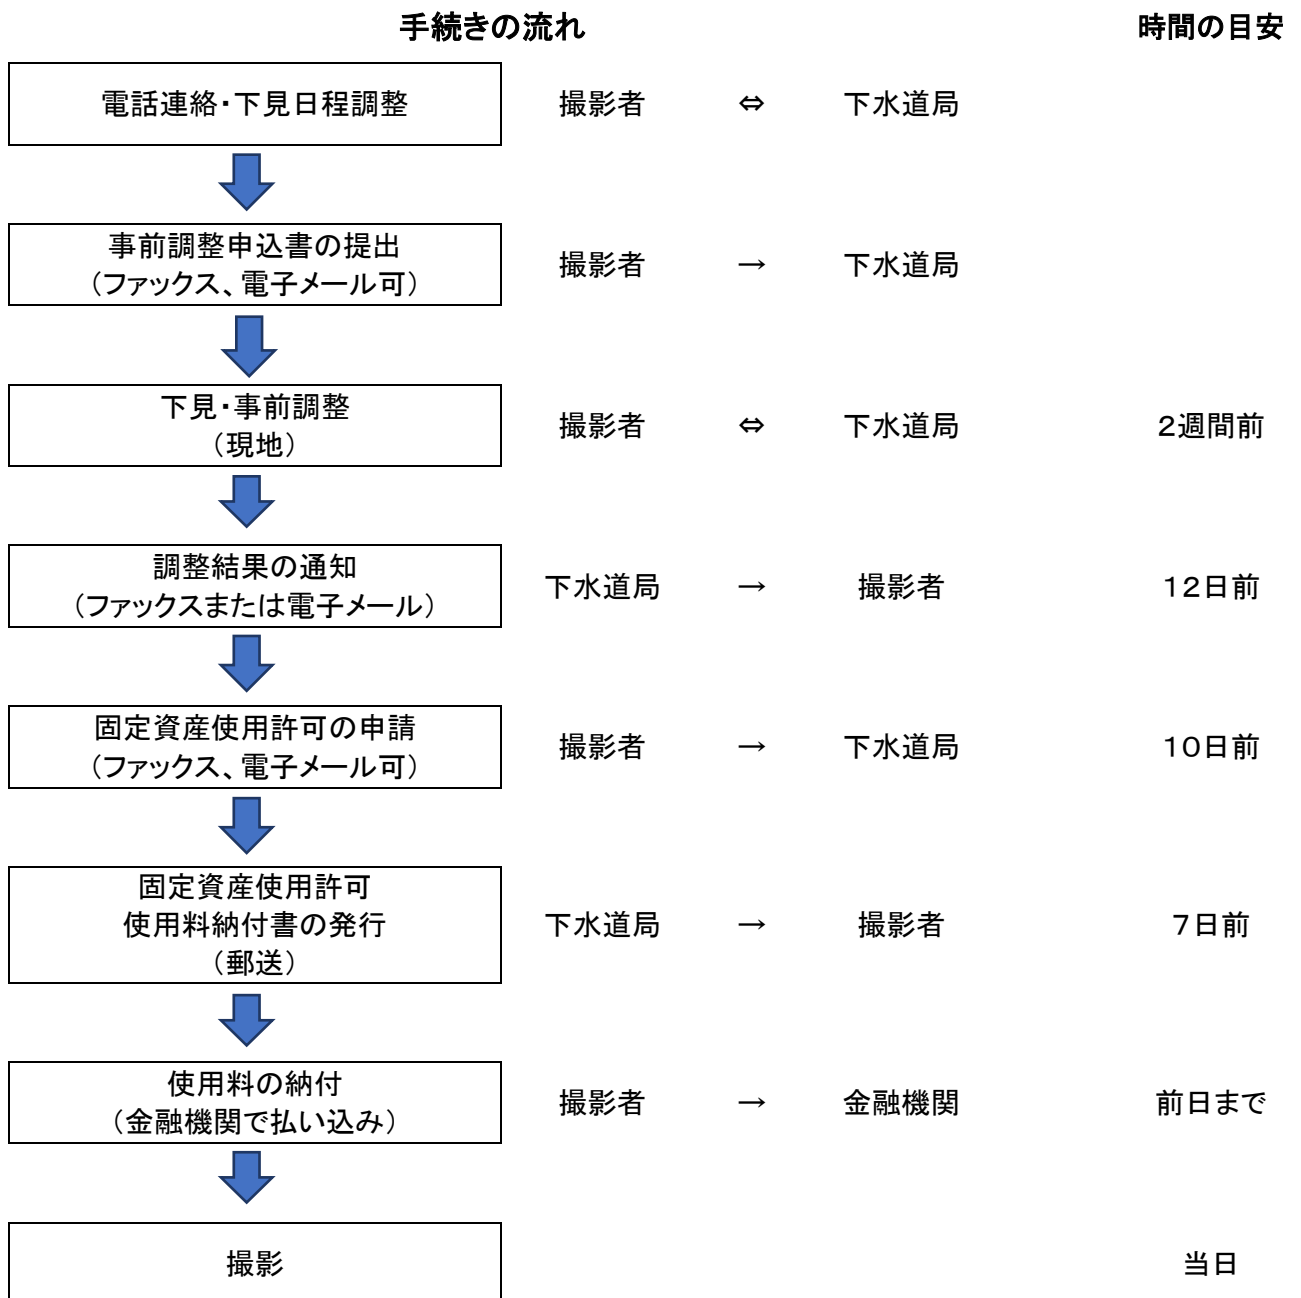 手続きの流れ 時間の目安
電話連絡・下見日程調整 撮影者 ⇔ 下水道局
事前調整申込書の提出
（ファックス、電子メール可） 撮影者 → 下水道局
下見・事前調整
（現地） 撮影者 ⇔ 下水道局 ２週間前
調整結果の通知
（ファックスまたは電子メール） 下水道局 → 撮影者 １２日前
固定資産使用許可の申請
（ファックス、電子メール可） 撮影者 → 下水道局 １０日前
固定資産使用許可
使用料納付書の発行
（郵送） 下水道局 → 撮影者 ７日前
使用料の納付
（金融機関で払い込み） 撮影者 → 金融機関 前日まで
撮影 当日